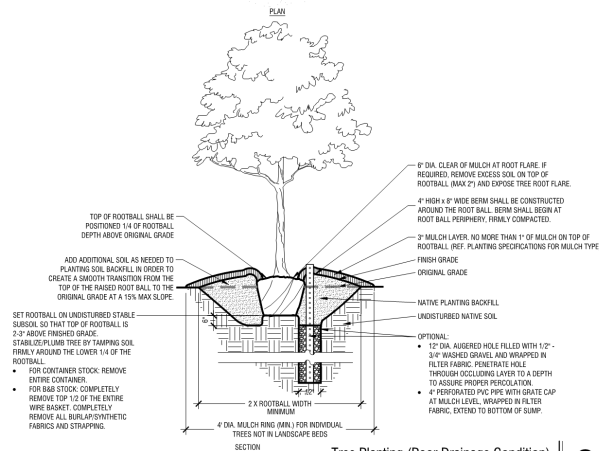 PLAN
6" DIA. CLEAR OF MULCH AT ROOT FLARE. IF
REQUIRED, REMOVE EXCESS SOIL ON TOP OF
ROOTBALL (MAX 2") AND EXPOSE TREE ROOT FLARE.
4" HIGH x 8" WIDE BERM SHALL BE CONSTRUCTED
AROUND THE ROOT BALL. BERM SHALL BEGIN AT
ROOT BALL PERIPHERY, FIRMLY COMPACTED.
3" MULCH LAYER. NO MORE THAN 1" OF MULCH ON TOP OF
ROOTBALL (REF. PLANTING SPECIFICATIONS FOR MULCH TYPE
FINISH GRADE
ORIGINAL GRADE
NATIVE PLANTING BACKFILL
UNDISTURBED NATIVE SOIL
OPTIONAL:
• 12" DIA. AUGERED HOLE FILLED WITH 1/2" -
3/4" WASHED GRAVEL AND WRAPPED IN
FILTER FABRIC. PENETRATE HOLE
THROUGH OCCLUDING LAYER TO A DEPTH
TO ASSURE PROPER PERCOLATION.
• 4" PERFORATED PVC PIPE WITH GRATE CAP
AT MULCH LEVEL, WRAPPED IN FILTER
FABRIC, EXTEND TO BOTTOM OF SUMP.
TOP OF ROOTBALL SHALL BE
POSITIONED 1/4 OF ROOTBALL
DEPTH ABOVE ORIGINAL GRADE
ADD ADDITIONAL SOIL AS NEEDED TO
PLANTING SOIL BACKFILL IN ORDER TO
CREATE A SMOOTH TRANSITION FROM THE
TOP OF THE RAISED ROOT BALL TO THE
ORIGINAL GRADE AT A 15% MAX SLOPE.
SET ROOTBALL ON UNDISTURBED STABLE
SUBSOIL SO THAT TOP OF ROOTBALL IS
2-3" ABOVE FINISHED GRADE.
STABILIZE/PLUMB TREE BY TAMPING SOIL
FIRMLY AROUND THE LOWER 1/4 OF THE
ROOTBALL.
• FOR CONTAINER STOCK: REMOVE
ENTIRE CONTAINER.
• FOR B&B STOCK: COMPLETELY
REMOVE TOP 1/2 OF THE ENTIRE
WIRE BASKET. COMPLETELY
REMOVE ALL BURLAP/SYNTHETIC
FABRICS AND STRAPPING.
6"
12"
2 X ROOTBALL WIDTH
MINIMUM
4' DIA. MULCH RING (MIN.) FOR INDIVIDUAL
TREES NOT IN LANDSCAPE BEDS
SECTION
Tree Planting (Poor Drainage Condition)